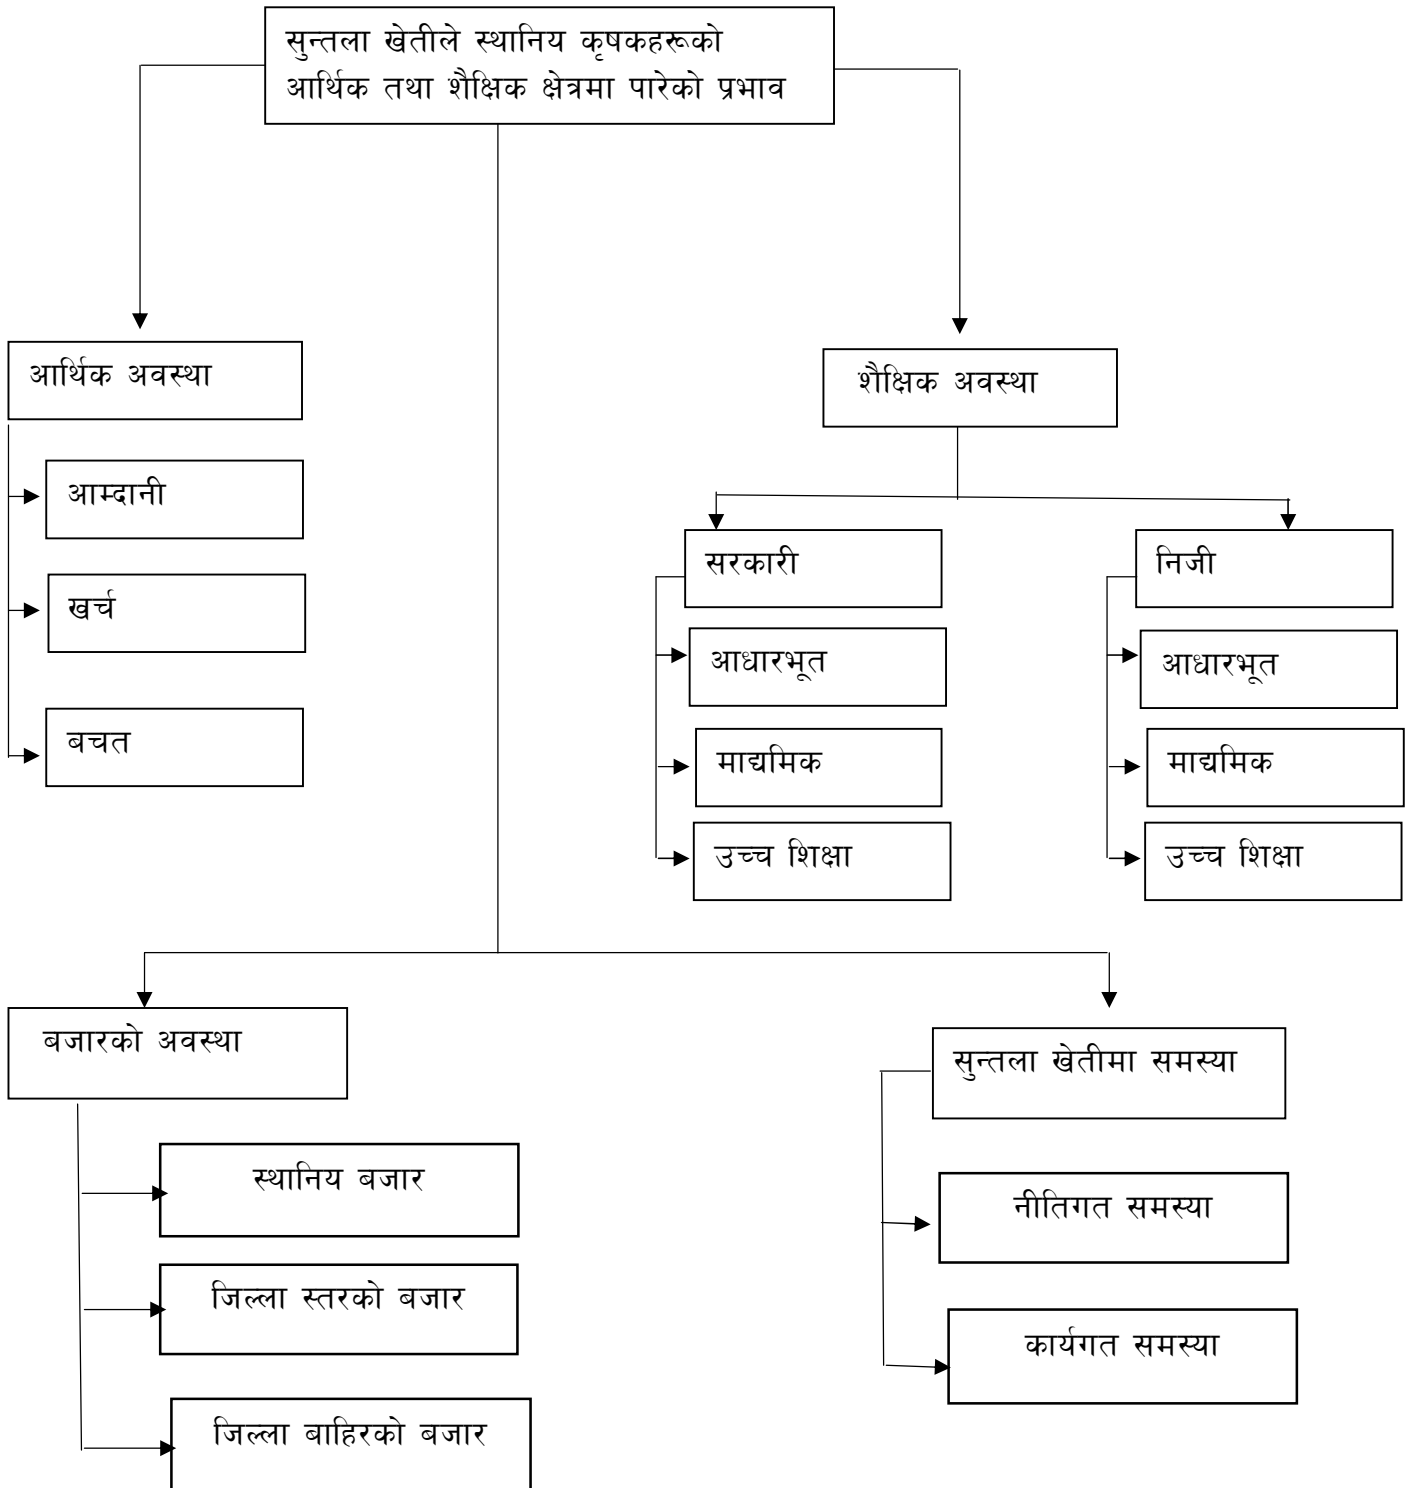 सुन्तला खेतीले स्थानिय कृषकहरूको
आर्थिक तथा शैक्षिक क्षेत्रमा पारेको प्रभाव
आर्थिक अवस्था
आम्दानी
खर्च
बचत
शैक्षिक अवस्था
सरकारी
आधारभूत
माद्यमिक
उच्च शिक्षा
निजी
आधारभूत
माद्यमिक
उच्च शिक्षा
बजारको अवस्था
स्थानिय बजार
जिल्ला स्तरको बजार
जिल्ला बाहिरको बजार
सुन्तला खेतीमा समस्या
नीतिगत समस्या
कार्यगत समस्या